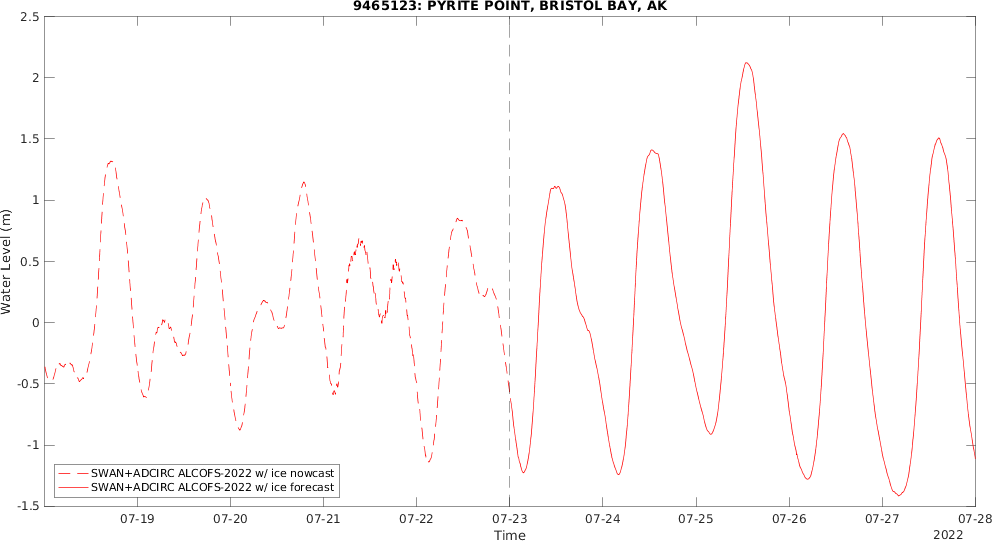 9465123: PYRITE POINT, BRISTOL BAY, AK
2.5
2
1.5
1
0.5
0
-0.5
-1
-1.5
Water Level (m)
SWAN+ADCIRC ALCOFS-2022 w/ ice nowcast
SWAN+ADCIRC ALCOFS-2022 w/ ice forecast
07-19 07-20 07-21 07-22 07-23 07-24 07-25 07-26 07-27 07-28
Time
2022